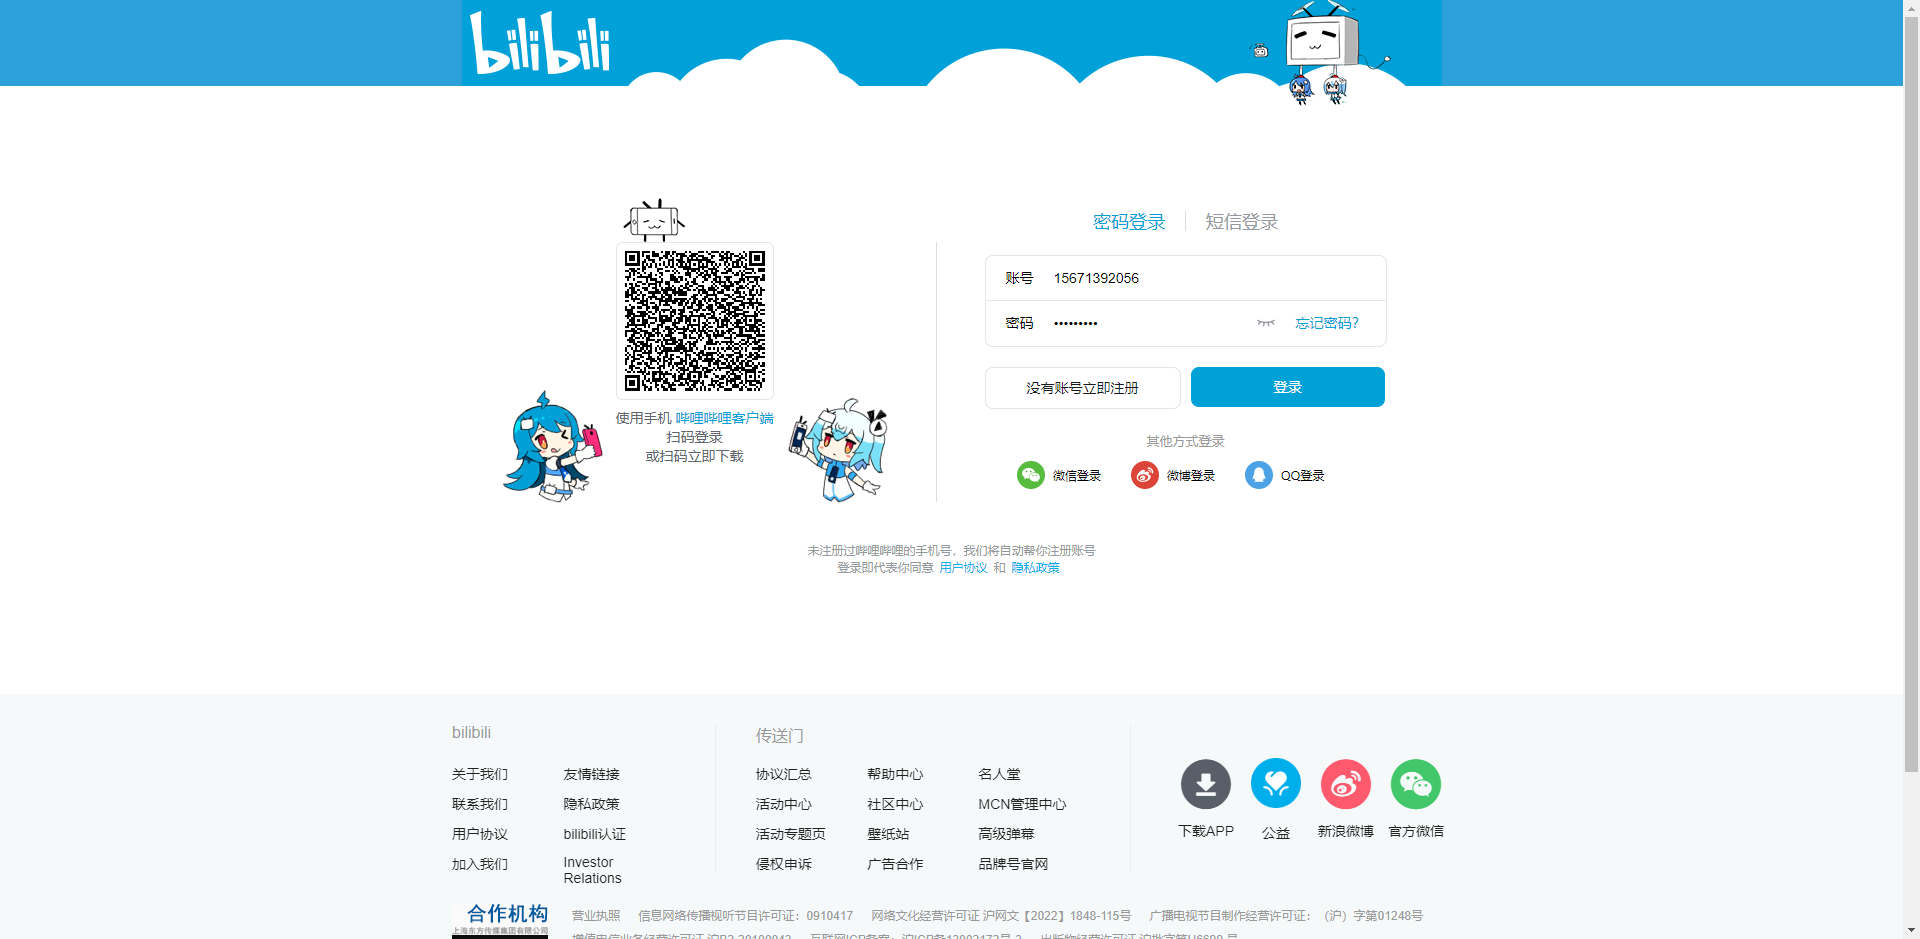 bilibili
密码登录 短信登录
账号 15671392056
密码 ••••••••• 忘记密码?
没有账号立即注册 登录
其他方式登录
微信登录 微博登录 QQ登录
使用手机 哔哩哔哩客户端
扫码登录
或扫码立即下载
未注册过哔哩哔哩的手机号，我们将自动帮你注册账号
登录即代表你同意 用户协议 和 隐私政策
bilibili
关于我们 友情链接
联系我们 隐私政策
用户协议 bilibili认证
加入我们 Investor Relations
传送门
协议汇总 帮助中心 名人堂
活动中心 社区中心 MCN管理中心
活动专题页 壁纸站 高级弹幕
侵权申诉 广告合作 品牌号官网
下载APP 公益 新浪微博 官方微信
合作机构
上海东方传媒集团有限公司
营业执照 信息网络传播视听节目许可证：0910417 网络文化经营许可证 沪网文【2022】1848-115号 广播电视节目制作经营许可证：（沪）字第01248号